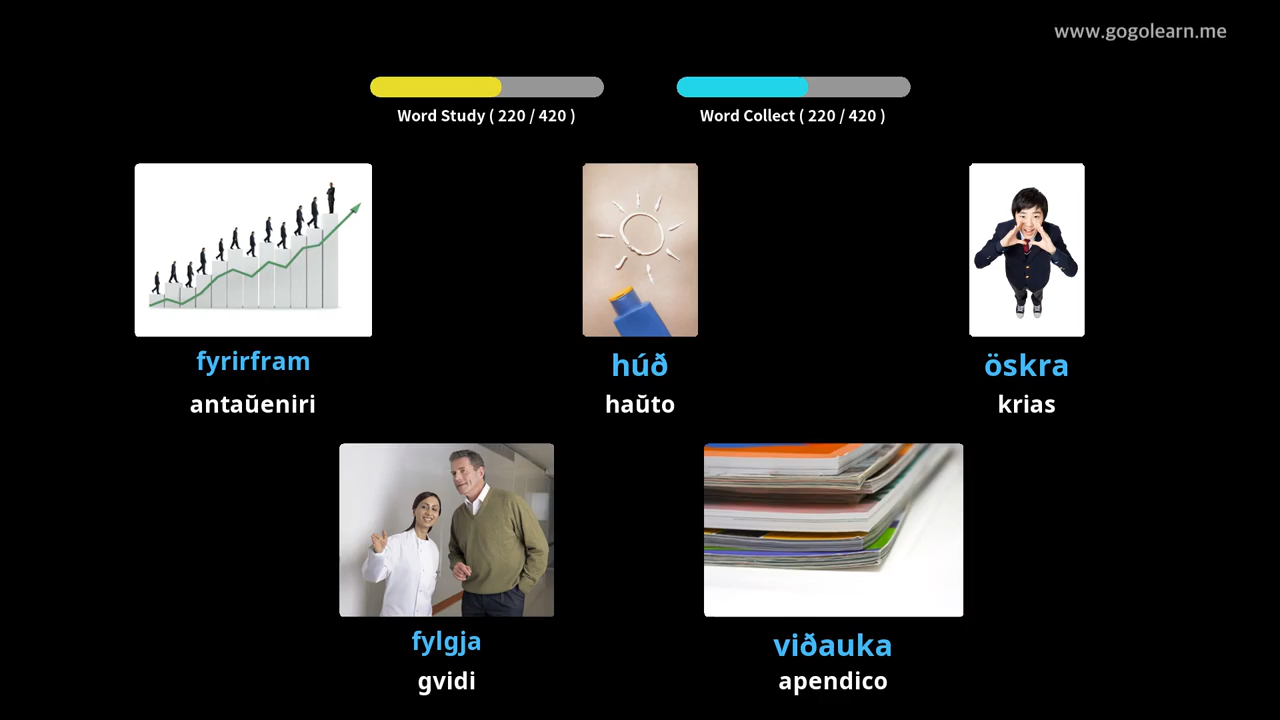 www.gogolearn.me
Word Study ( 220 / 420 )
Word Collect ( 220 / 420 )
fyrirfram
antaŭeniri
húð
haŭto
öskra
krias
fylgja
gvidi
viðauka
apendico